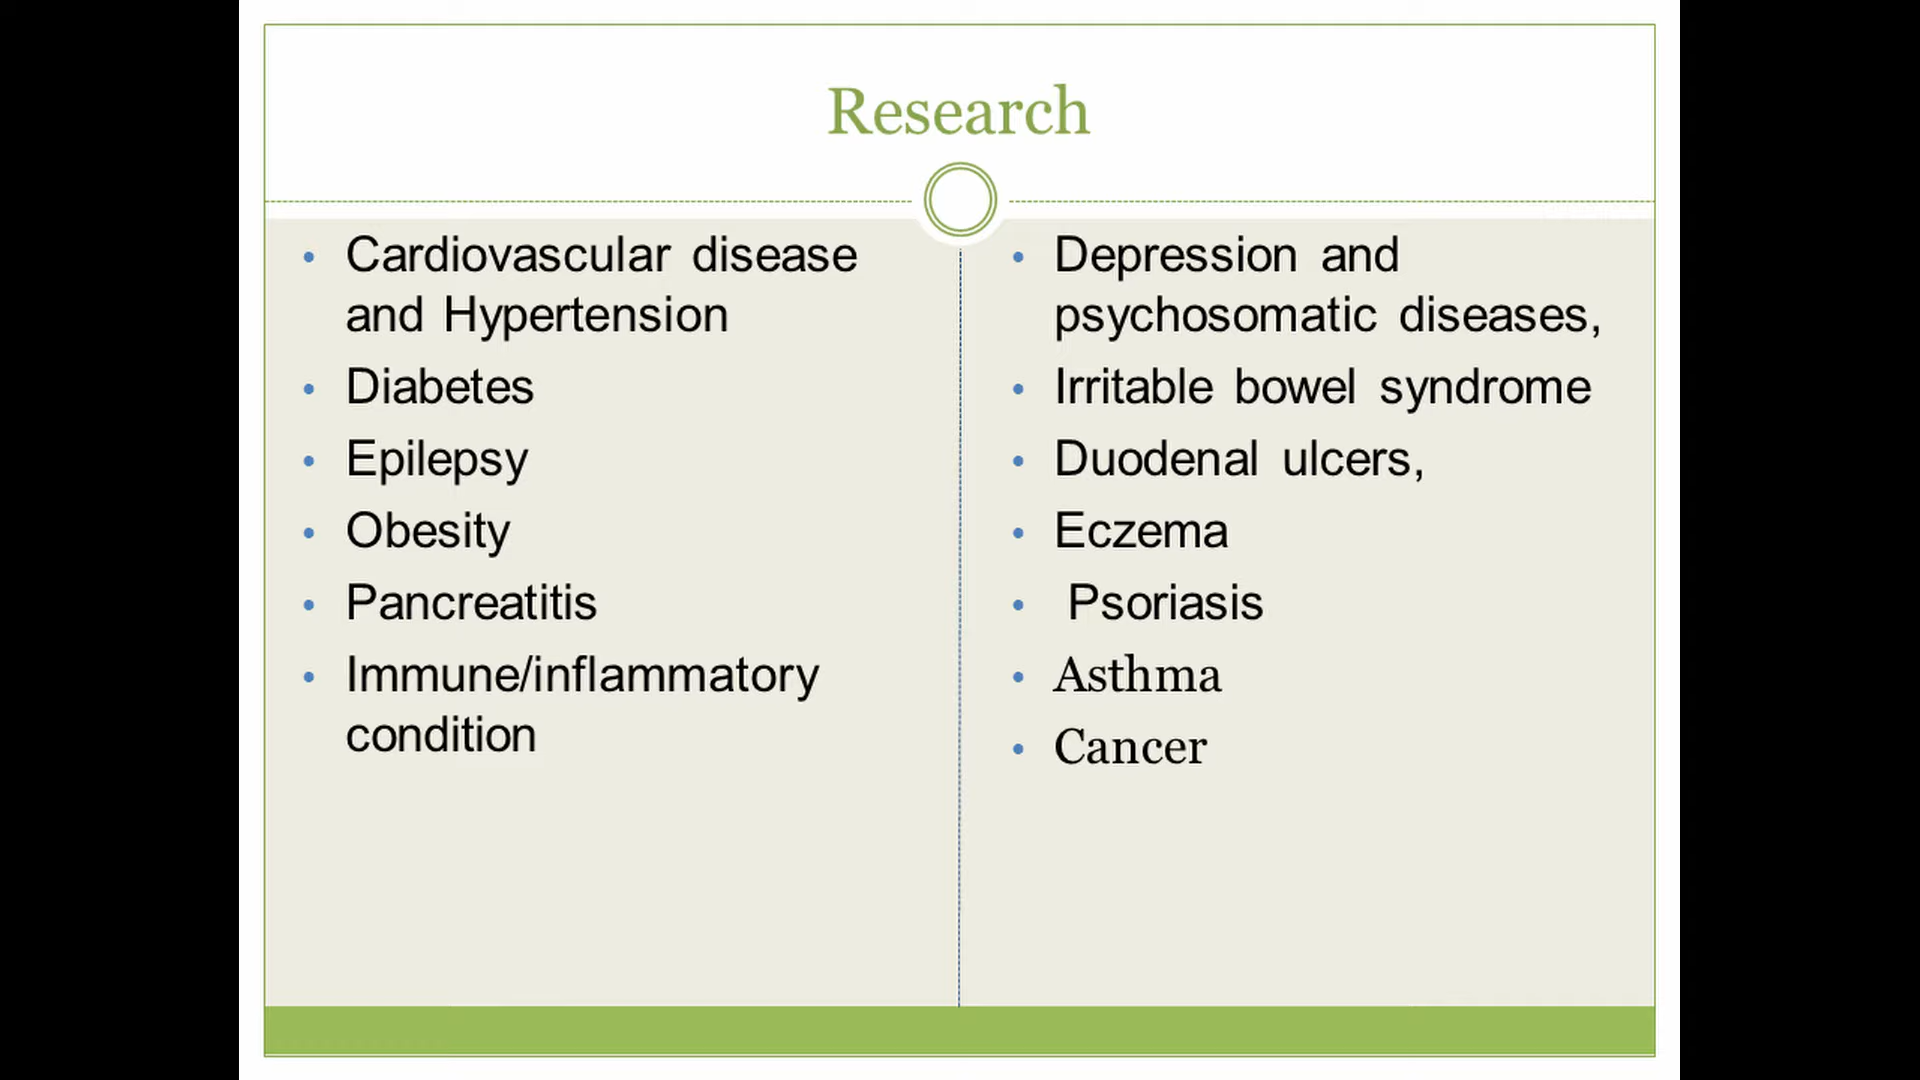 Research
Cardiovascular disease
and Hypertension
Diabetes
Epilepsy
Obesity
Pancreatitis
Immune/inflammatory
condition
Depression and
psychosomatic diseases,
Irritable bowel syndrome
Duodenal ulcers,
Eczema
Psoriasis
Asthma
Cancer